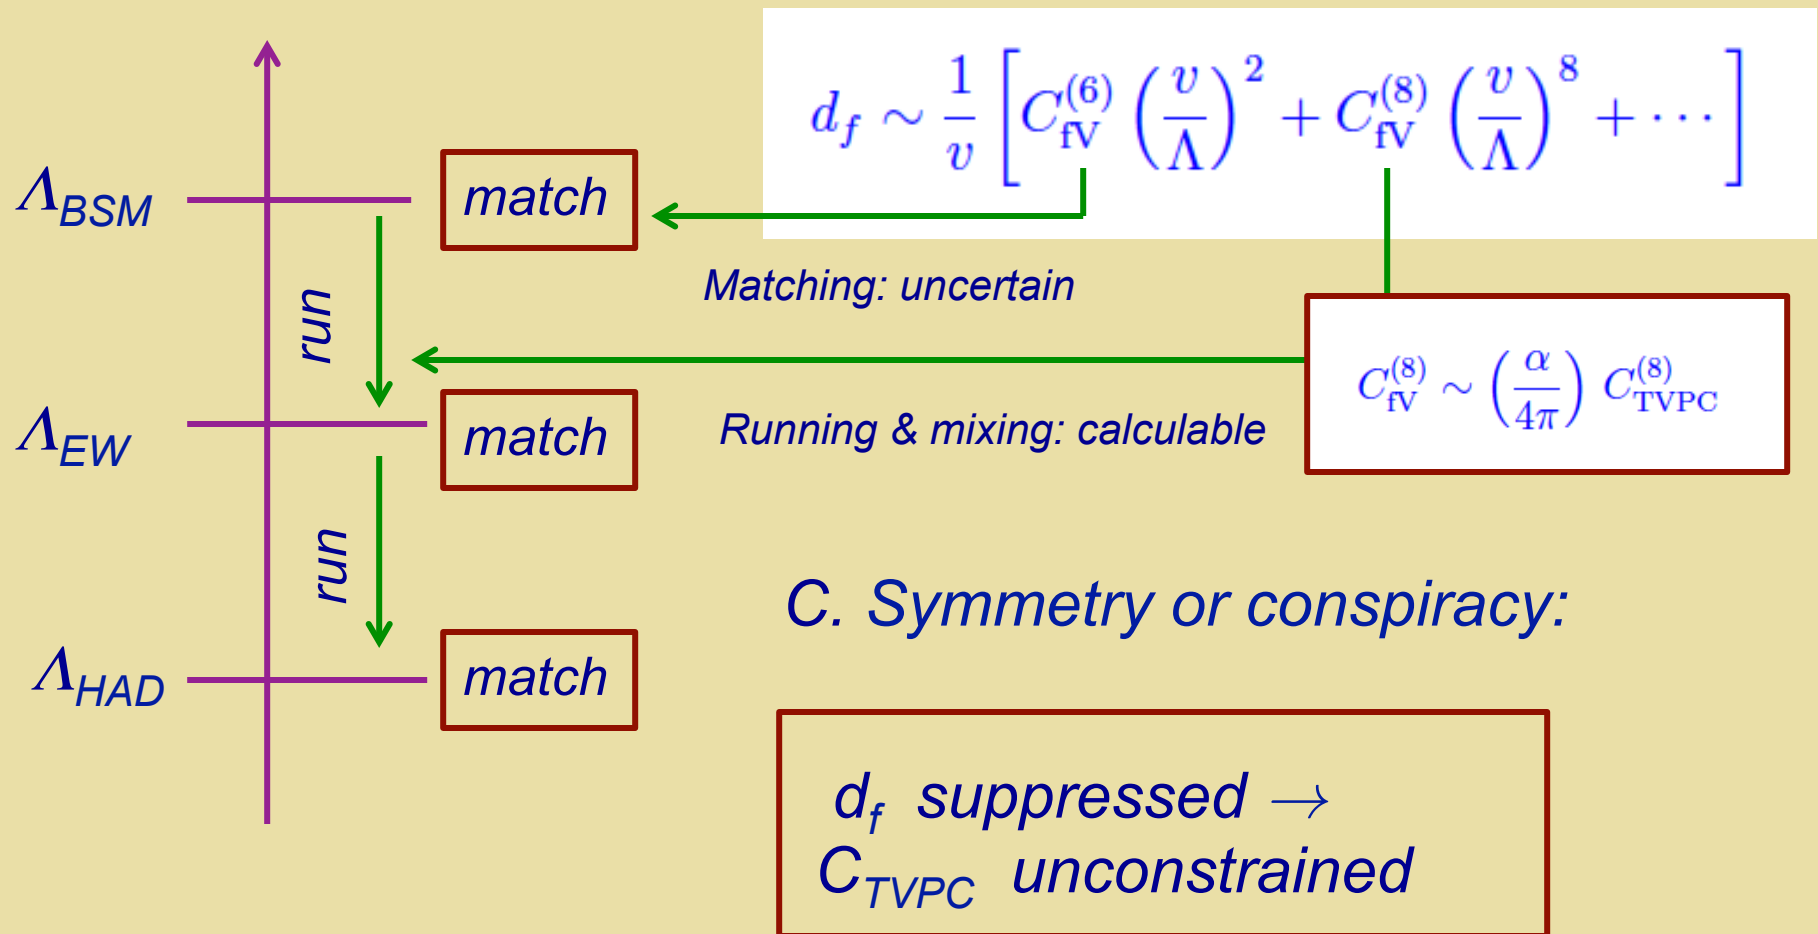 d_f ∼ 1/v [ C_fV^(6) (v/Λ)^2 + C_fV^(8) (v/Λ)^8 + ⋯ ]
Λ_BSM
match
Matching: uncertain
run
C_fV^(8) ∼ (α/4π) C_TVPC^(8)
Λ_EW
match
Running & mixing: calculable
run
C. Symmetry or conspiracy:
Λ_HAD
match
d_f suppressed →
C_TVPC unconstrained